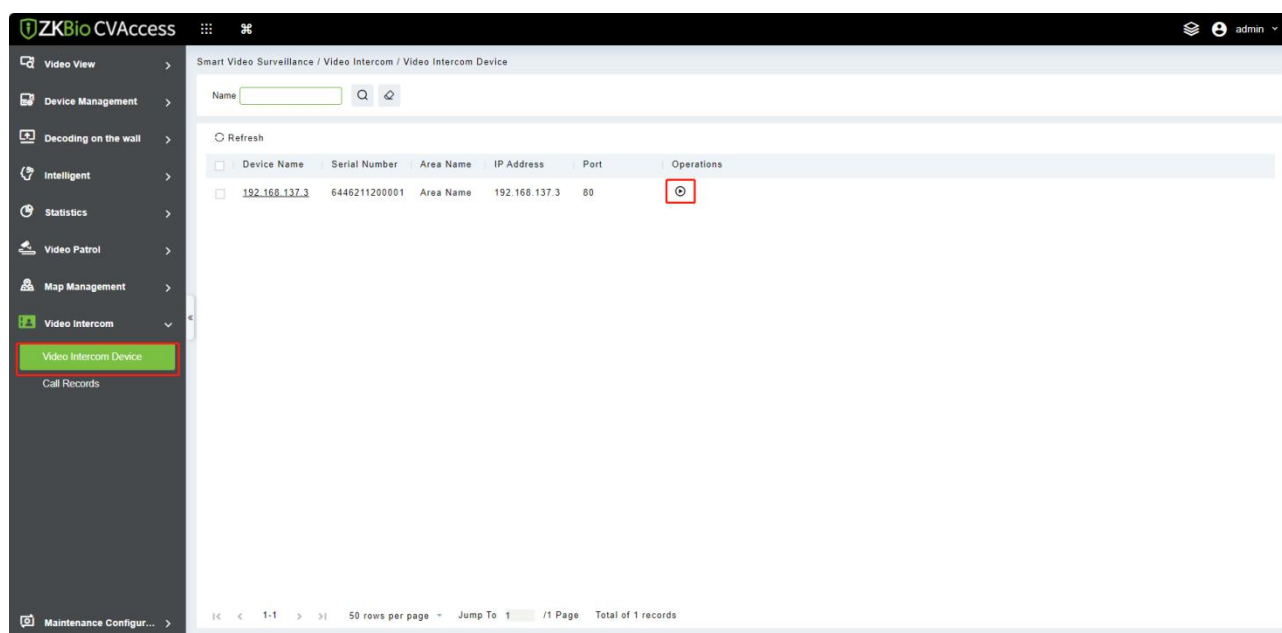 ZKBio CVAccess
admin
Video View
Device Management
Decoding on the wall
Intelligent
Statistics
Video Patrol
Map Management
Video Intercom
Video Intercom Device
Call Records
Maintenance Configur...
Smart Video Surveillance / Video Intercom / Video Intercom Device
Name
Refresh
Device Name Serial Number Area Name IP Address Port Operations
192.168.137.3 6446211200001 Area Name 192.168.137.3 80
1-1 50 rows per page Jump To 1 /1 Page Total of 1 records